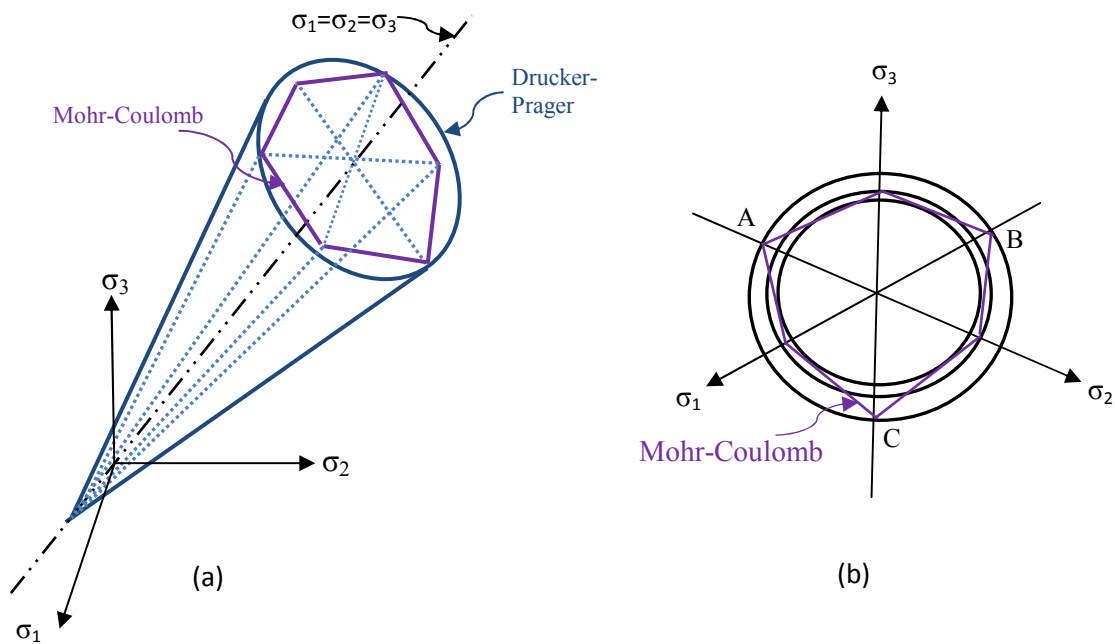 σ₁=σ₂=σ₃
Drucker-
Prager
Mohr-Coulomb
σ₃
σ₂
σ₁
(a)
σ₃
A
B
σ₁
σ₂
C
Mohr-Coulomb
(b)